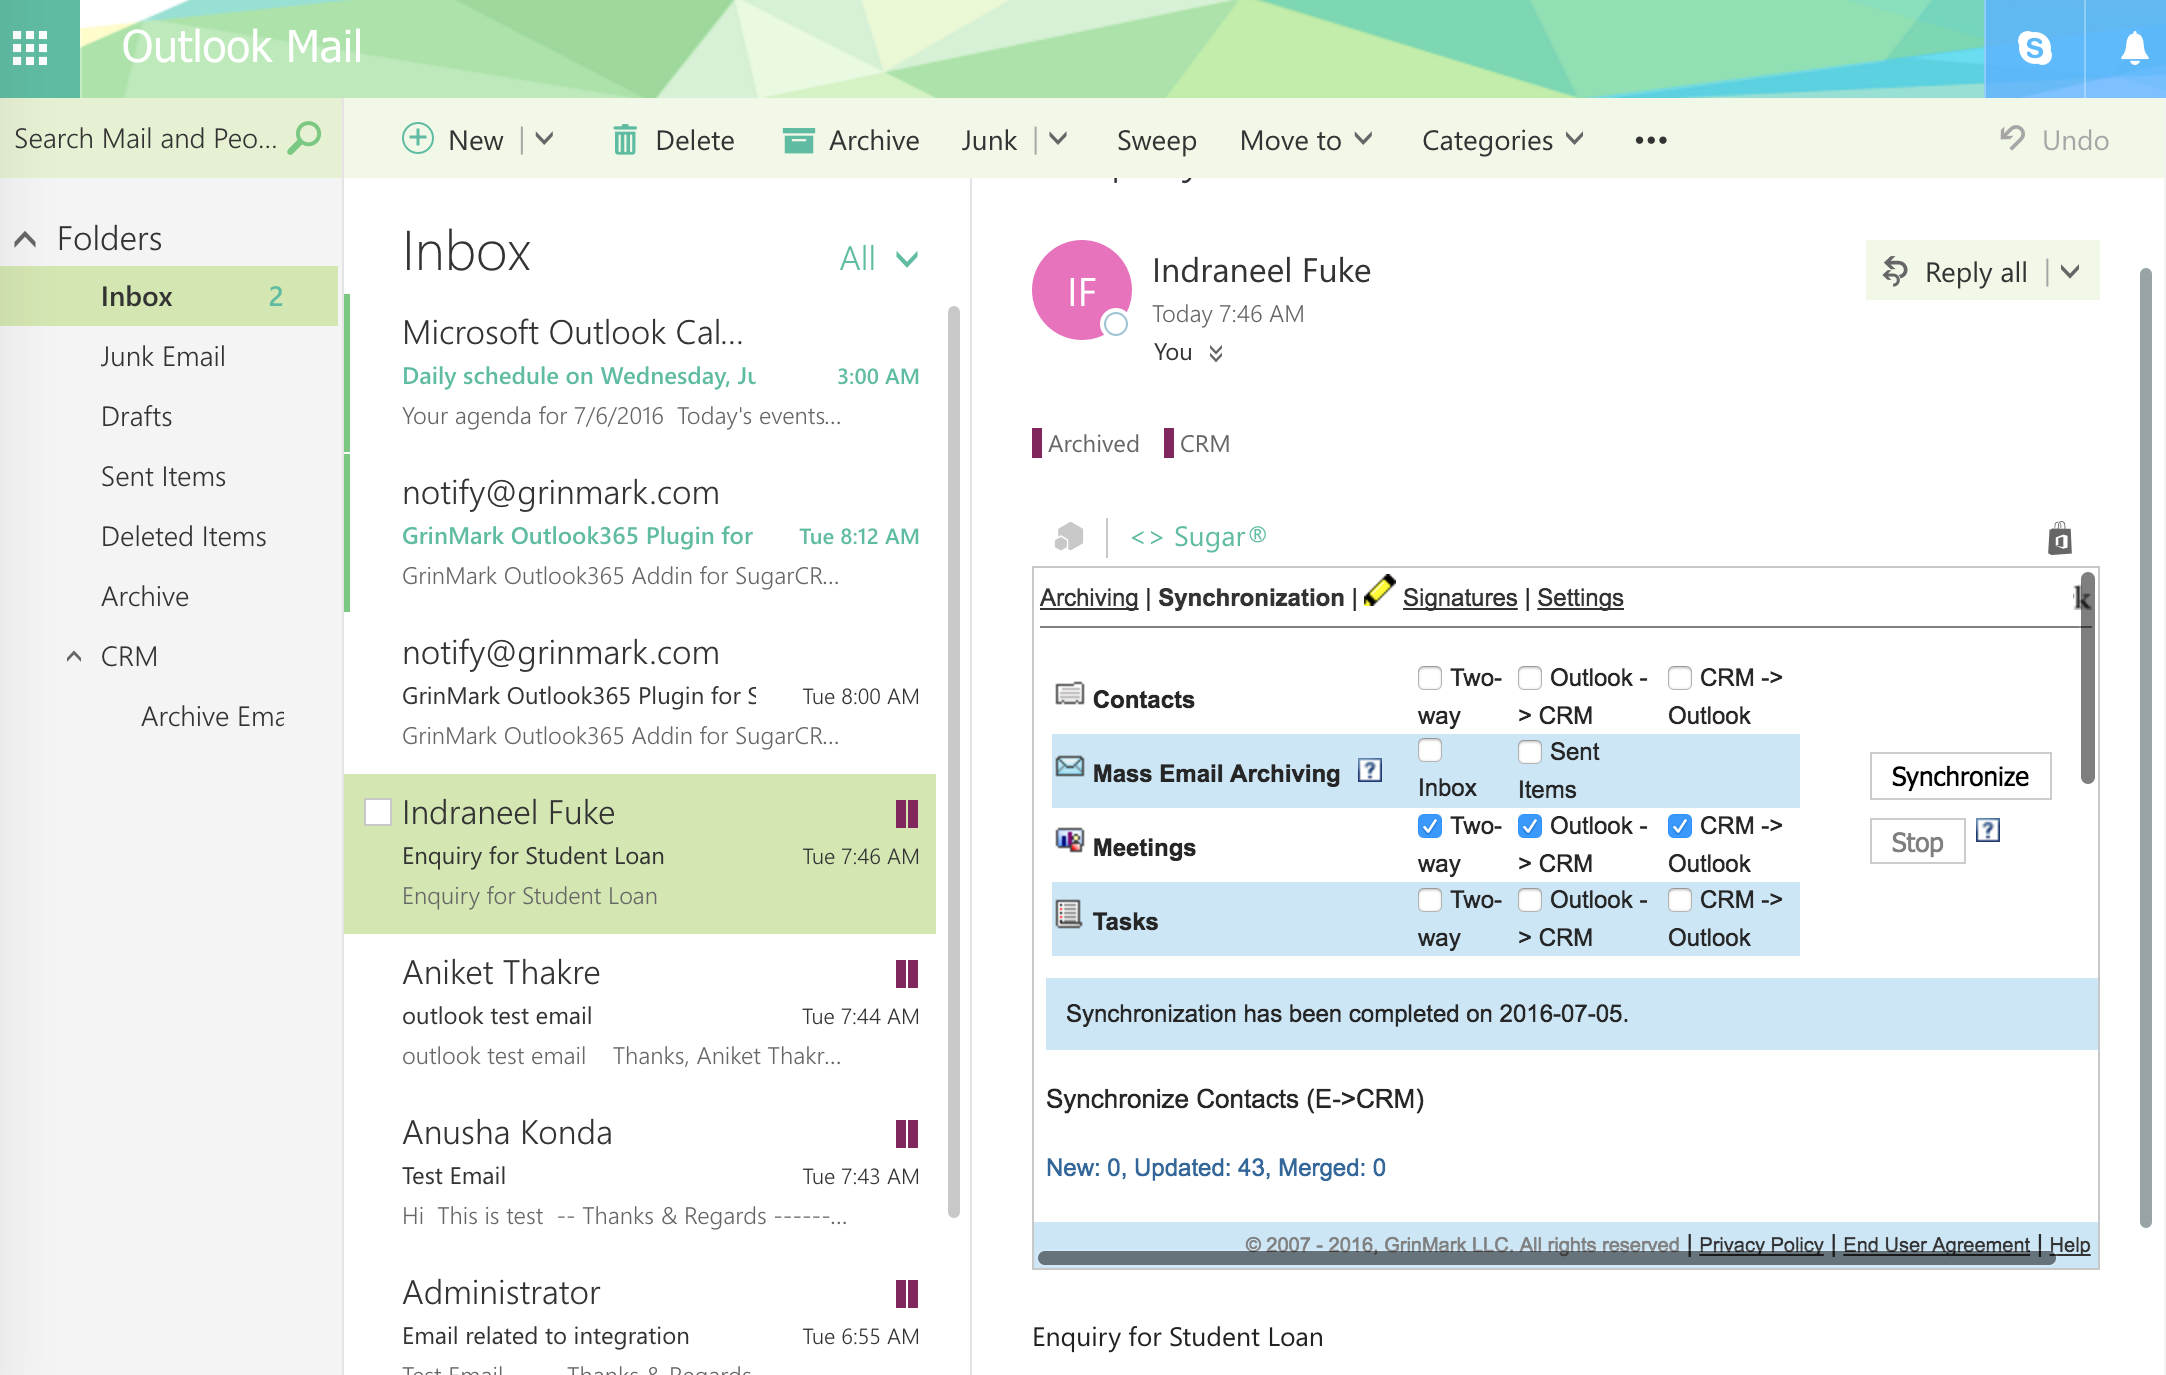 Outlook Mail
Search Mail and Peo...
New
Delete
Archive
Junk
Sweep
Move to
Categories
•••
Undo
Folders
Inbox 2
Junk Email
Drafts
Sent Items
Deleted Items
Archive
CRM
Archive Ema
Inbox
All
Microsoft Outlook Cal...
Daily schedule on Wednesday, Ju 3:00 AM
Your agenda for 7/6/2016 Today's events...
notify@grinmark.com
GrinMark Outlook365 Plugin for Tue 8:12 AM
GrinMark Outlook365 Addin for SugarCR...
notify@grinmark.com
GrinMark Outlook365 Plugin for S Tue 8:00 AM
GrinMark Outlook365 Addin for SugarCR...
Indraneel Fuke
Enquiry for Student Loan Tue 7:46 AM
Enquiry for Student Loan
Aniket Thakre
outlook test email Tue 7:44 AM
outlook test email Thanks, Aniket Thakr...
Anusha Konda
Test Email Tue 7:43 AM
Hi This is test -- Thanks & Regards ------...
Administrator
Email related to integration Tue 6:55 AM
Test Email Thanks & Regards
IF
Indraneel Fuke
Today 7:46 AM
You
Reply all
Archived CRM
<> Sugar®
Archiving | Synchronization | Signatures | Settings
k
Contacts
Two-way
Outlook -> CRM
CRM -> Outlook
Mass Email Archiving ?
Inbox
Sent Items
Meetings
Two-way
Outlook -> CRM
CRM -> Outlook
Tasks
Two-way
Outlook -> CRM
CRM -> Outlook
Synchronize
Stop ?
Synchronization has been completed on 2016-07-05.
Synchronize Contacts (E->CRM)
New: 0, Updated: 43, Merged: 0
© 2007 - 2016, GrinMark LLC. All rights reserved | Privacy Policy | End User Agreement | Help
Enquiry for Student Loan